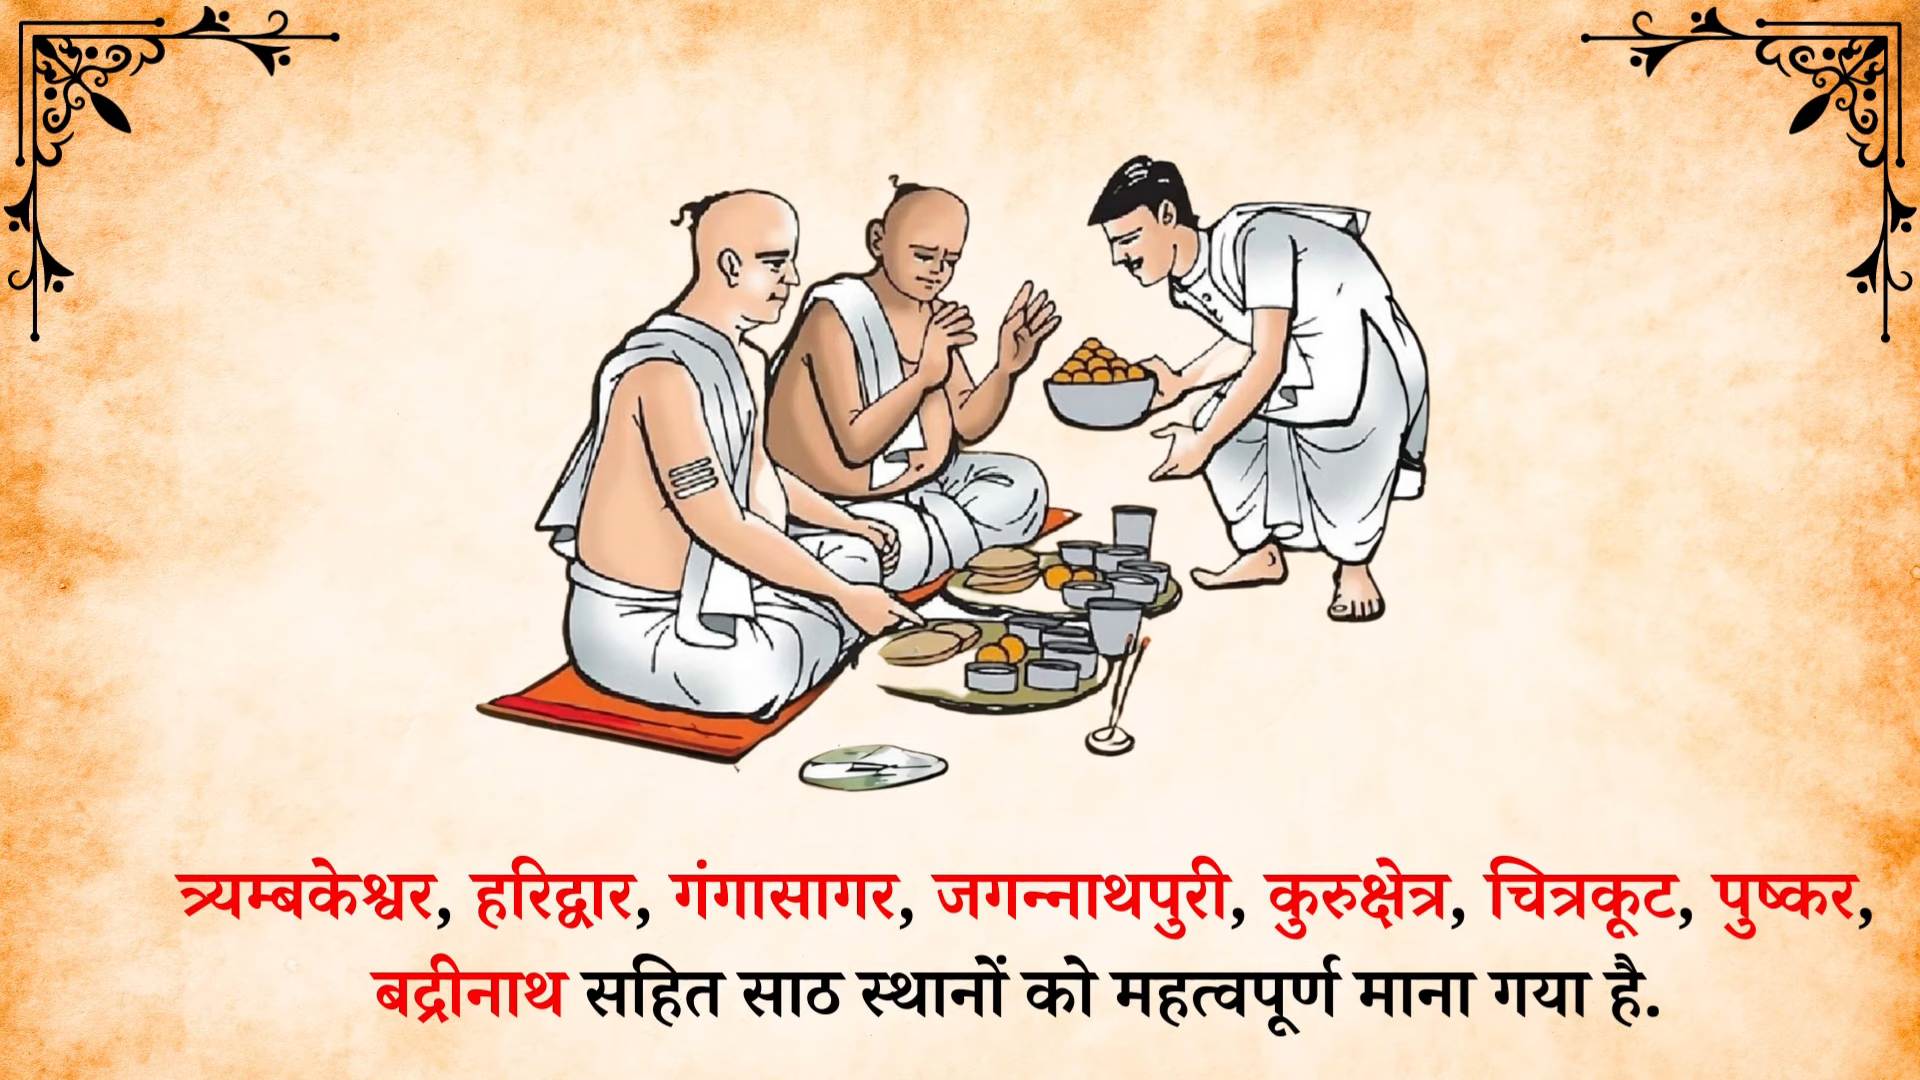 त्र्यम्बकेश्वर, हरिद्वार, गंगासागर, जगन्नाथपुरी, कुरुक्षेत्र, चित्रकूट, पुष्कर,
बद्रीनाथ सहित साठ स्थानों को महत्वपूर्ण माना गया है.